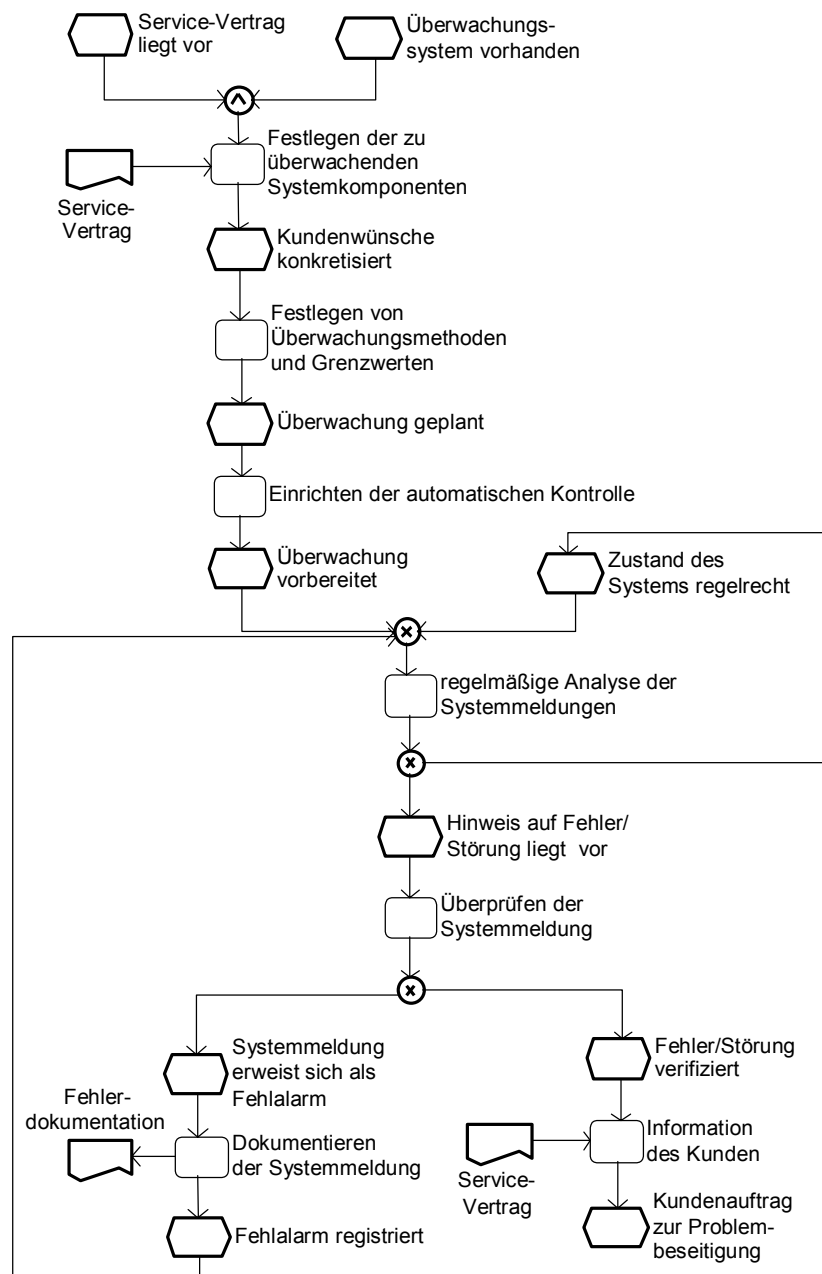 Service-Vertrag
liegt vor
Überwachungs-
system vorhanden
Festlegen der zu
überwachenden
Systemkomponenten
Service-
Vertrag
Kundenwünsche
konkretisiert
Festlegen von
Überwachungsmethoden
und Grenzwerten
Überwachung geplant
Einrichten der automatischen Kontrolle
Überwachung
vorbereitet
Zustand des
Systems regelrecht
regelmäßige Analyse der
Systemmeldungen
Hinweis auf Fehler/
Störung liegt vor
Überprüfen der
Systemmeldung
Systemmeldung
erweist sich als
Fehlalarm
Fehler/Störung
verifiziert
Fehler-
dokumentation
Dokumentieren
der Systemmeldung
Information
des Kunden
Service-
Vertrag
Fehlalarm registriert
Kundenauftrag
zur Problem-
beseitigung